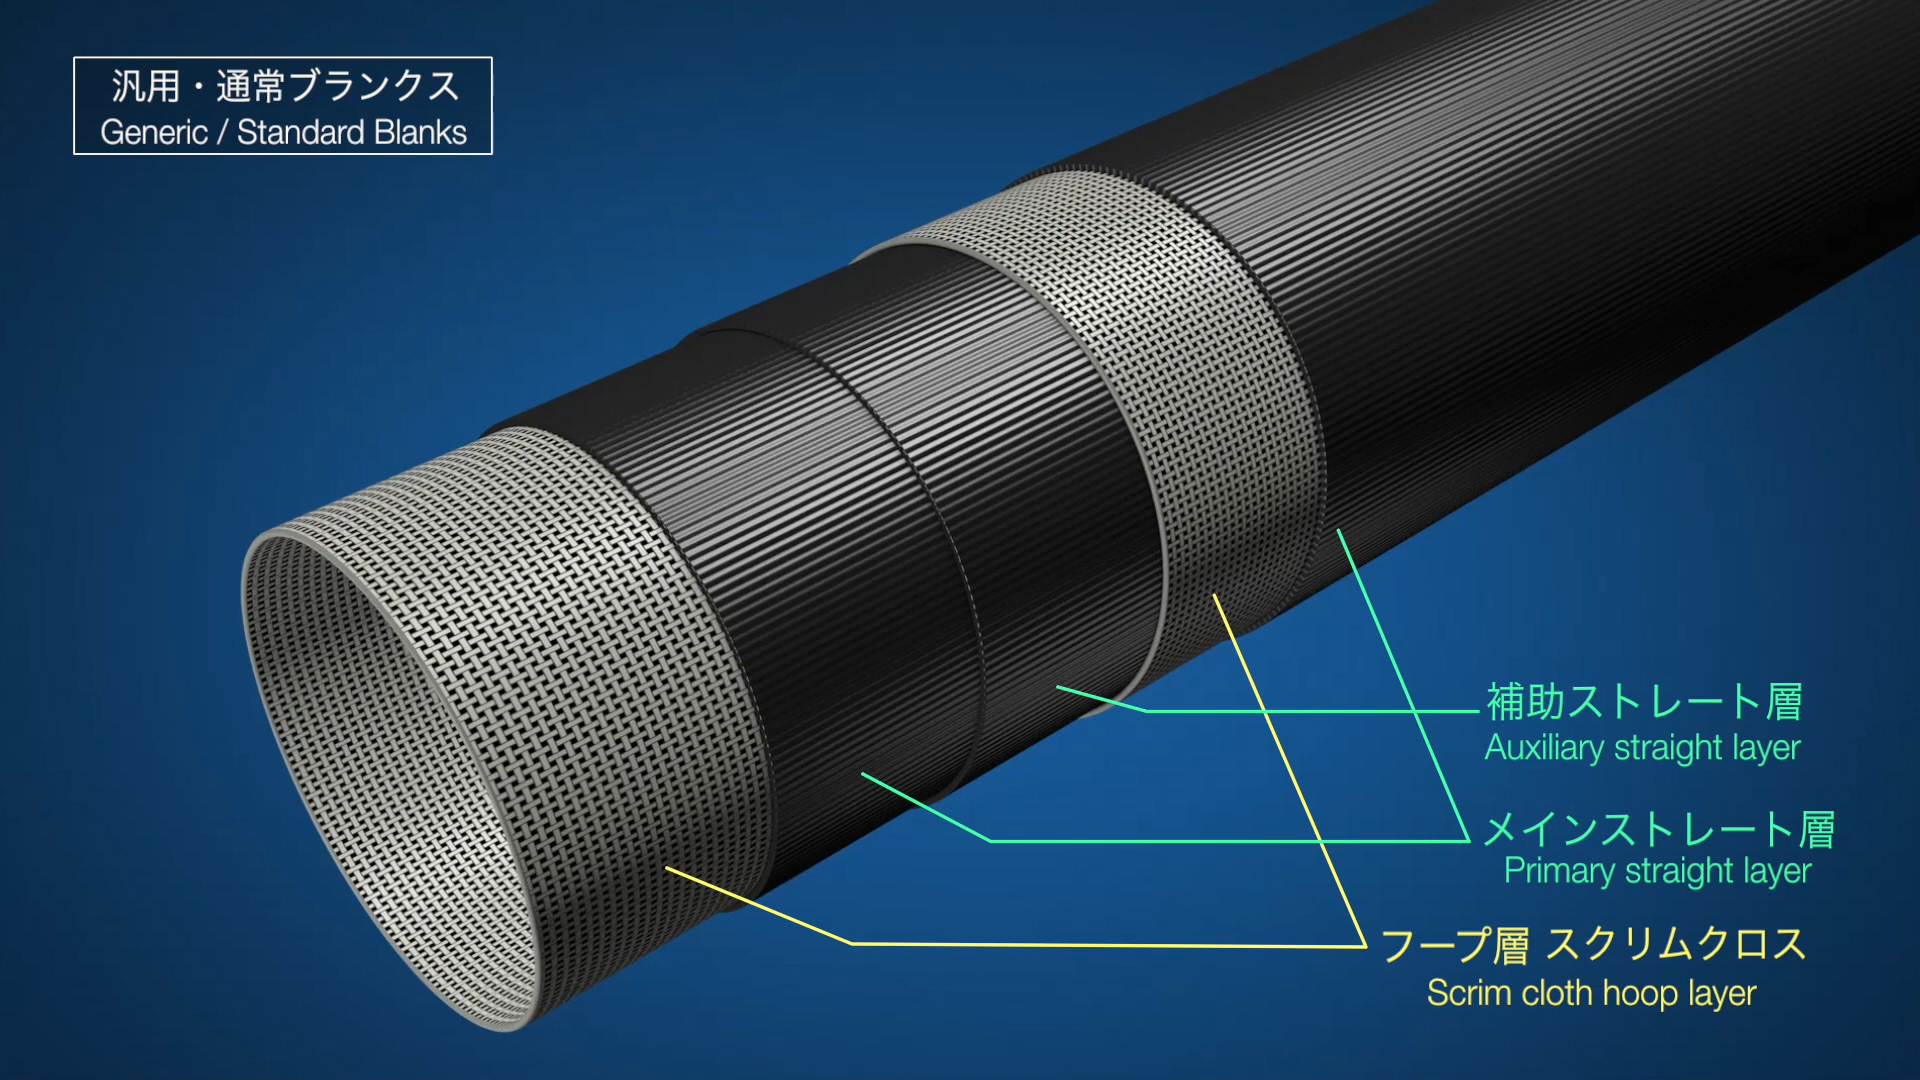 汎用・通常ブランクス
Generic / Standard Blanks
補助ストレート層
Auxiliary straight layer
メインストレート層
Primary straight layer
フープ層 スクリムクロス
Scrim cloth hoop layer